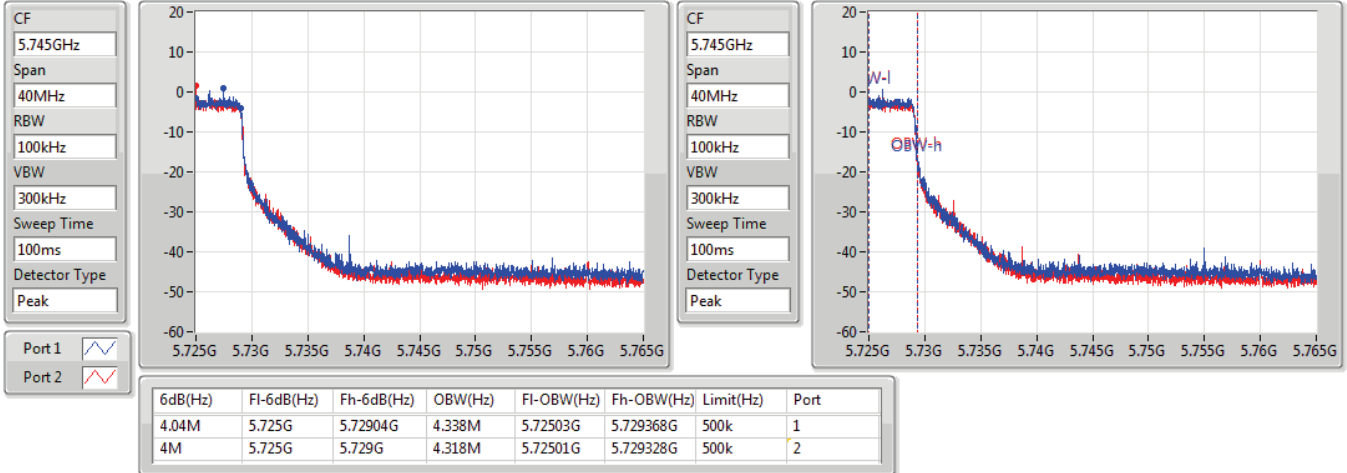 CF
5.745GHz
Span
40MHz
RBW
100kHz
VBW
300kHz
Sweep Time
100ms
Detector Type
Peak
Port 1
Port 2
20
10
0
-10
-20
-30
-40
-50
-60
5.725G 5.73G 5.735G 5.74G 5.745G 5.75G 5.755G 5.76G 5.765G
CF
5.745GHz
Span
40MHz
RBW
100kHz
VBW
300kHz
Sweep Time
100ms
Detector Type
Peak
20
10
0
-10
-20
-30
-40
-50
-60
W-l
OBW-h
5.725G 5.73G 5.735G 5.74G 5.745G 5.75G 5.755G 5.76G 5.765G
6dB(Hz) Fl-6dB(Hz) Fh-6dB(Hz) OBW(Hz) Fl-OBW(Hz) Fh-OBW(Hz) Limit(Hz) Port
4.04M 5.725G 5.72904G 4.338M 5.72503G 5.729368G 500k 1
4M 5.725G 5.729G 4.318M 5.72501G 5.729328G 500k 2